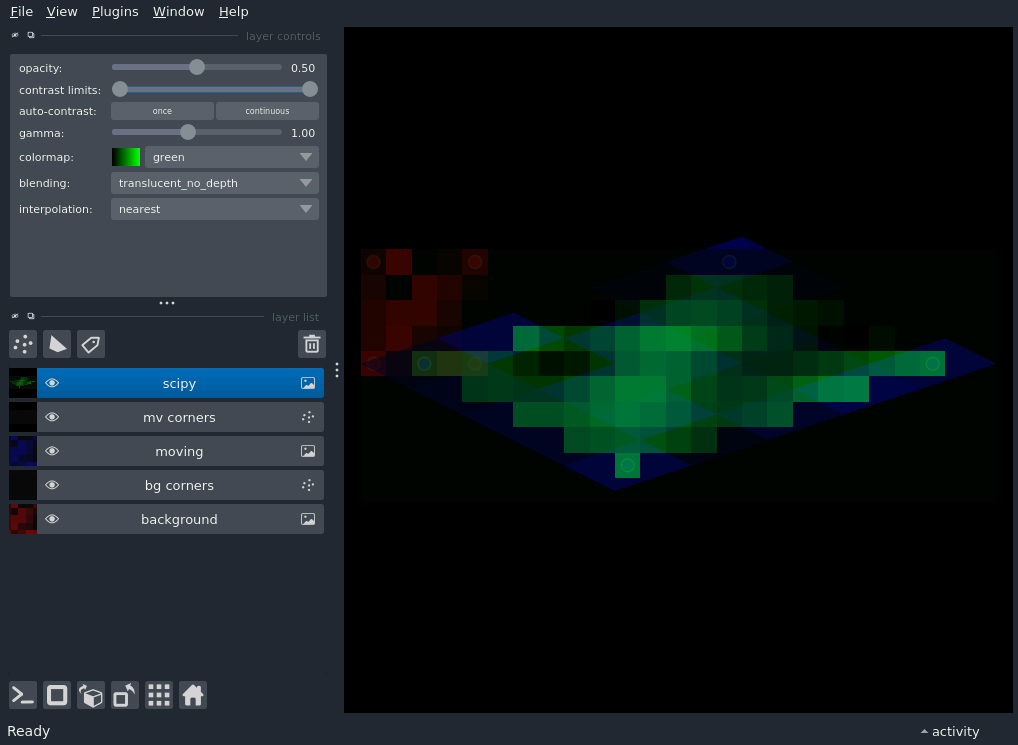 File View Plugins Window Help
layer controls
opacity: 0.50
contrast limits:
auto-contrast: once continuous
gamma: 1.00
colormap: green
blending: translucent_no_depth
interpolation: nearest
layer list
scipy
mv corners
moving
bg corners
background
Ready
activity